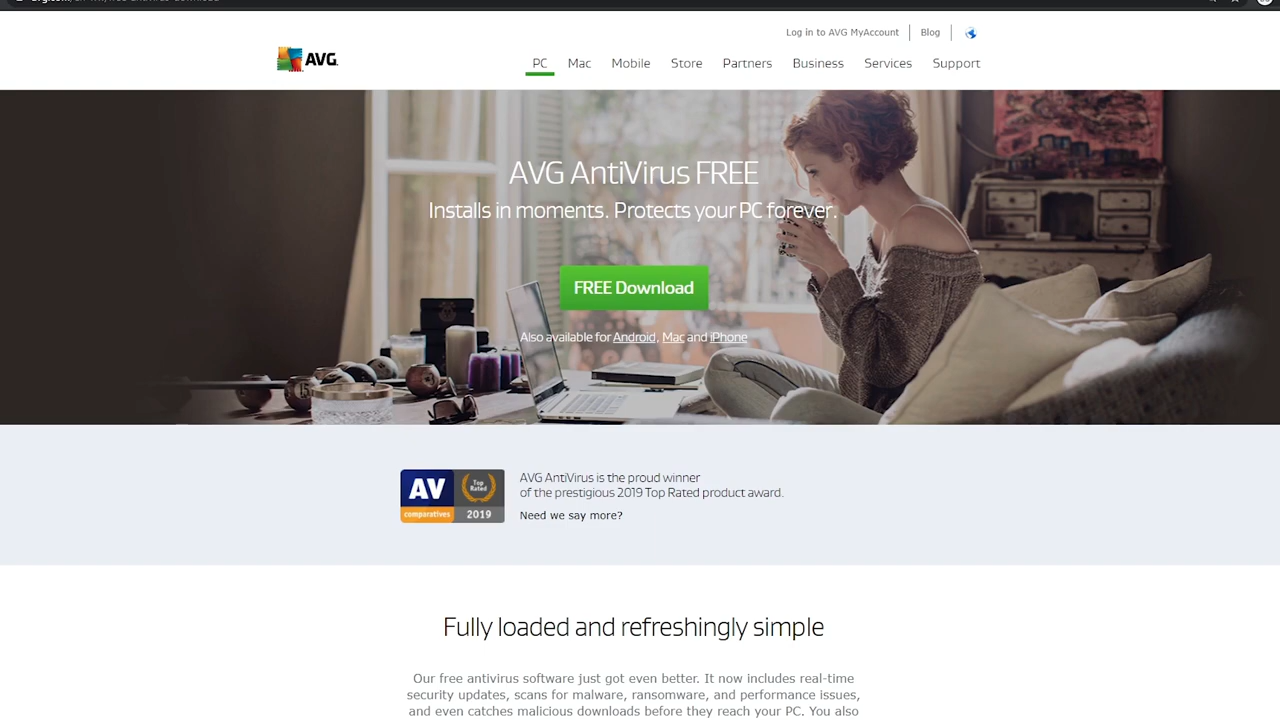 Log in to AVG MyAccount
Blog
AVG.
PC
Mac
Mobile
Store
Partners
Business
Services
Support
AVG AntiVirus FREE
Installs in moments. Protects your PC forever.
FREE Download
Also available for Android, Mac and iPhone
AV
comparatives
Top
Rated
2019
AVG AntiVirus is the proud winner
of the prestigious 2019 Top Rated product award.
Need we say more?
Fully loaded and refreshingly simple
Our free antivirus software just got even better. It now includes real-time
security updates, scans for malware, ransomware, and performance issues,
and even catches malicious downloads before they reach your PC. You also